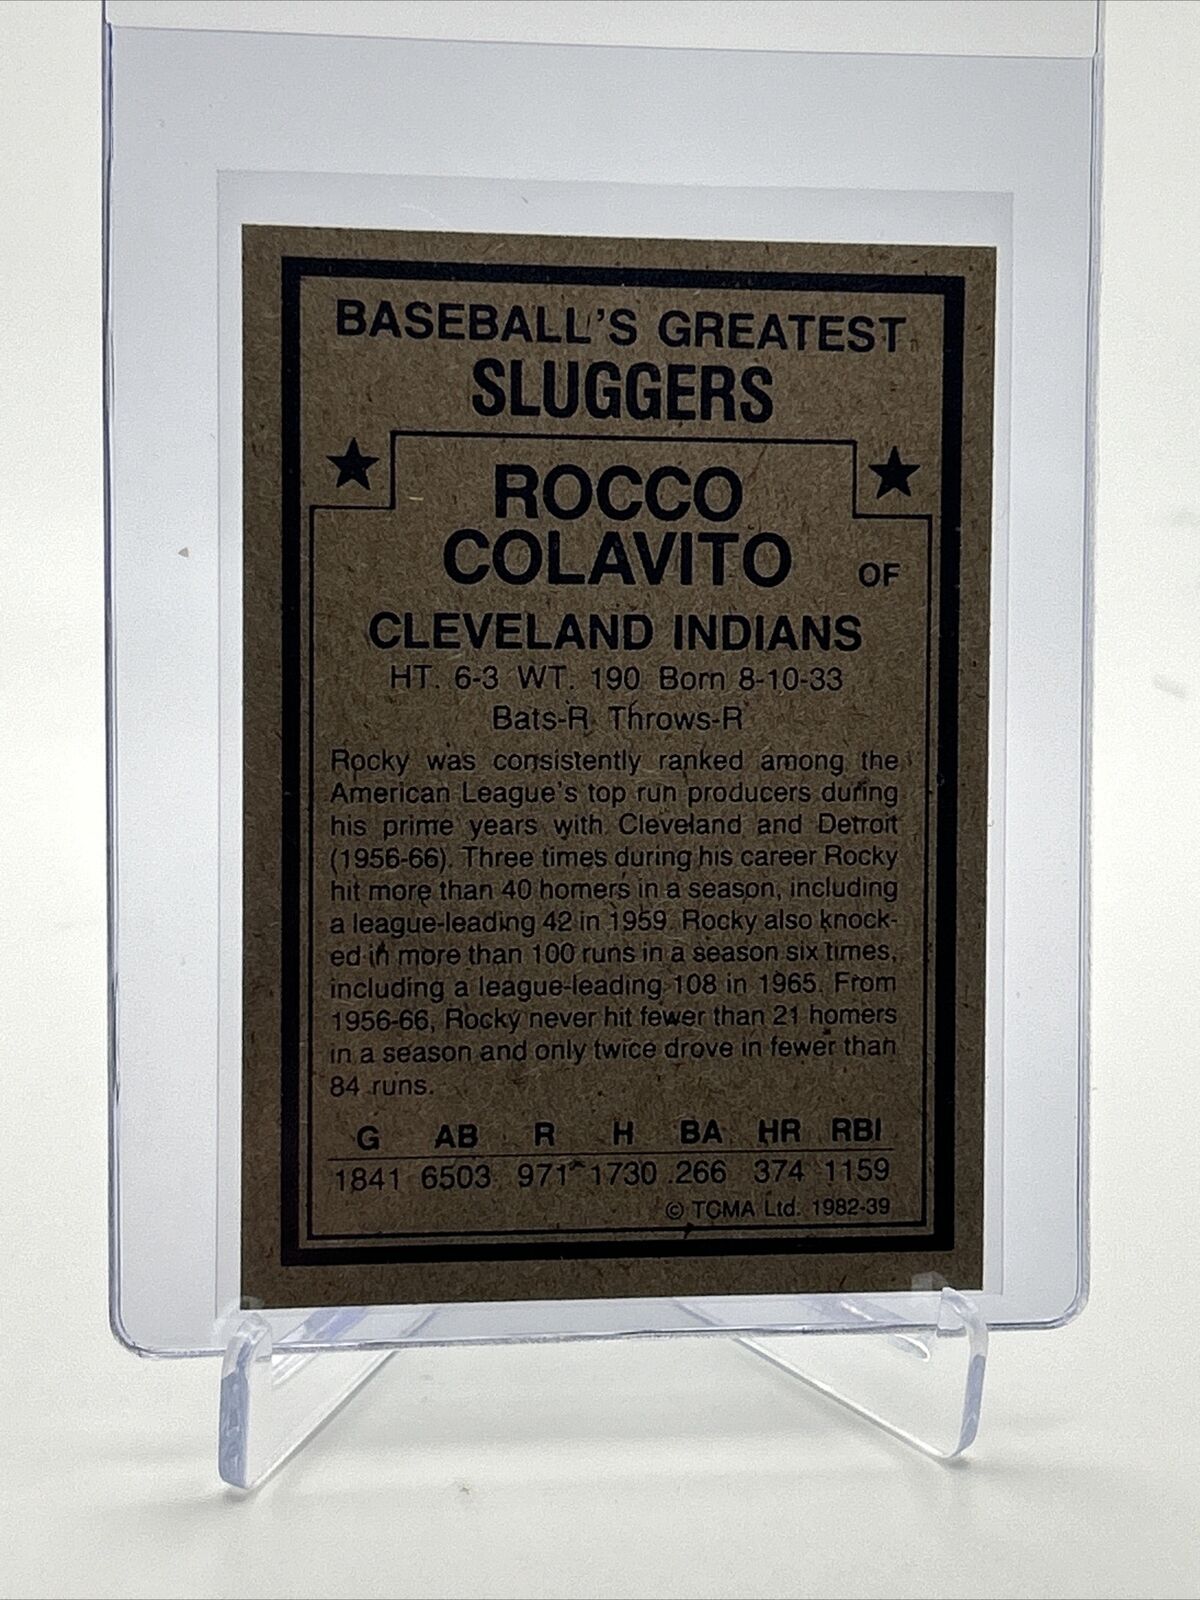 BASEBALL'S GREATEST
SLUGGERS
ROCCO
COLAVITO OF
CLEVELAND INDIANS
HT. 6-3 WT. 190 Born 8-10-33
Bats-R Throws-R
Rocky was consistently ranked among the
American League's top run producers during
his prime years with Cleveland and Detroit
(1956-66). Three times during his career Rocky
hit more than 40 homers in a season, including
a league-leading 42 in 1959. Rocky also knock-
ed in more than 100 runs in a season six times,
including a league-leading 108 in 1965. From
1956-66, Rocky never hit fewer than 21 homers
in a season and only twice drove in fewer than
84 runs.
G AB R H BA HR RBI
1841 6503 971 1730 .266 374 1159
© TCMA Ltd. 1982-39